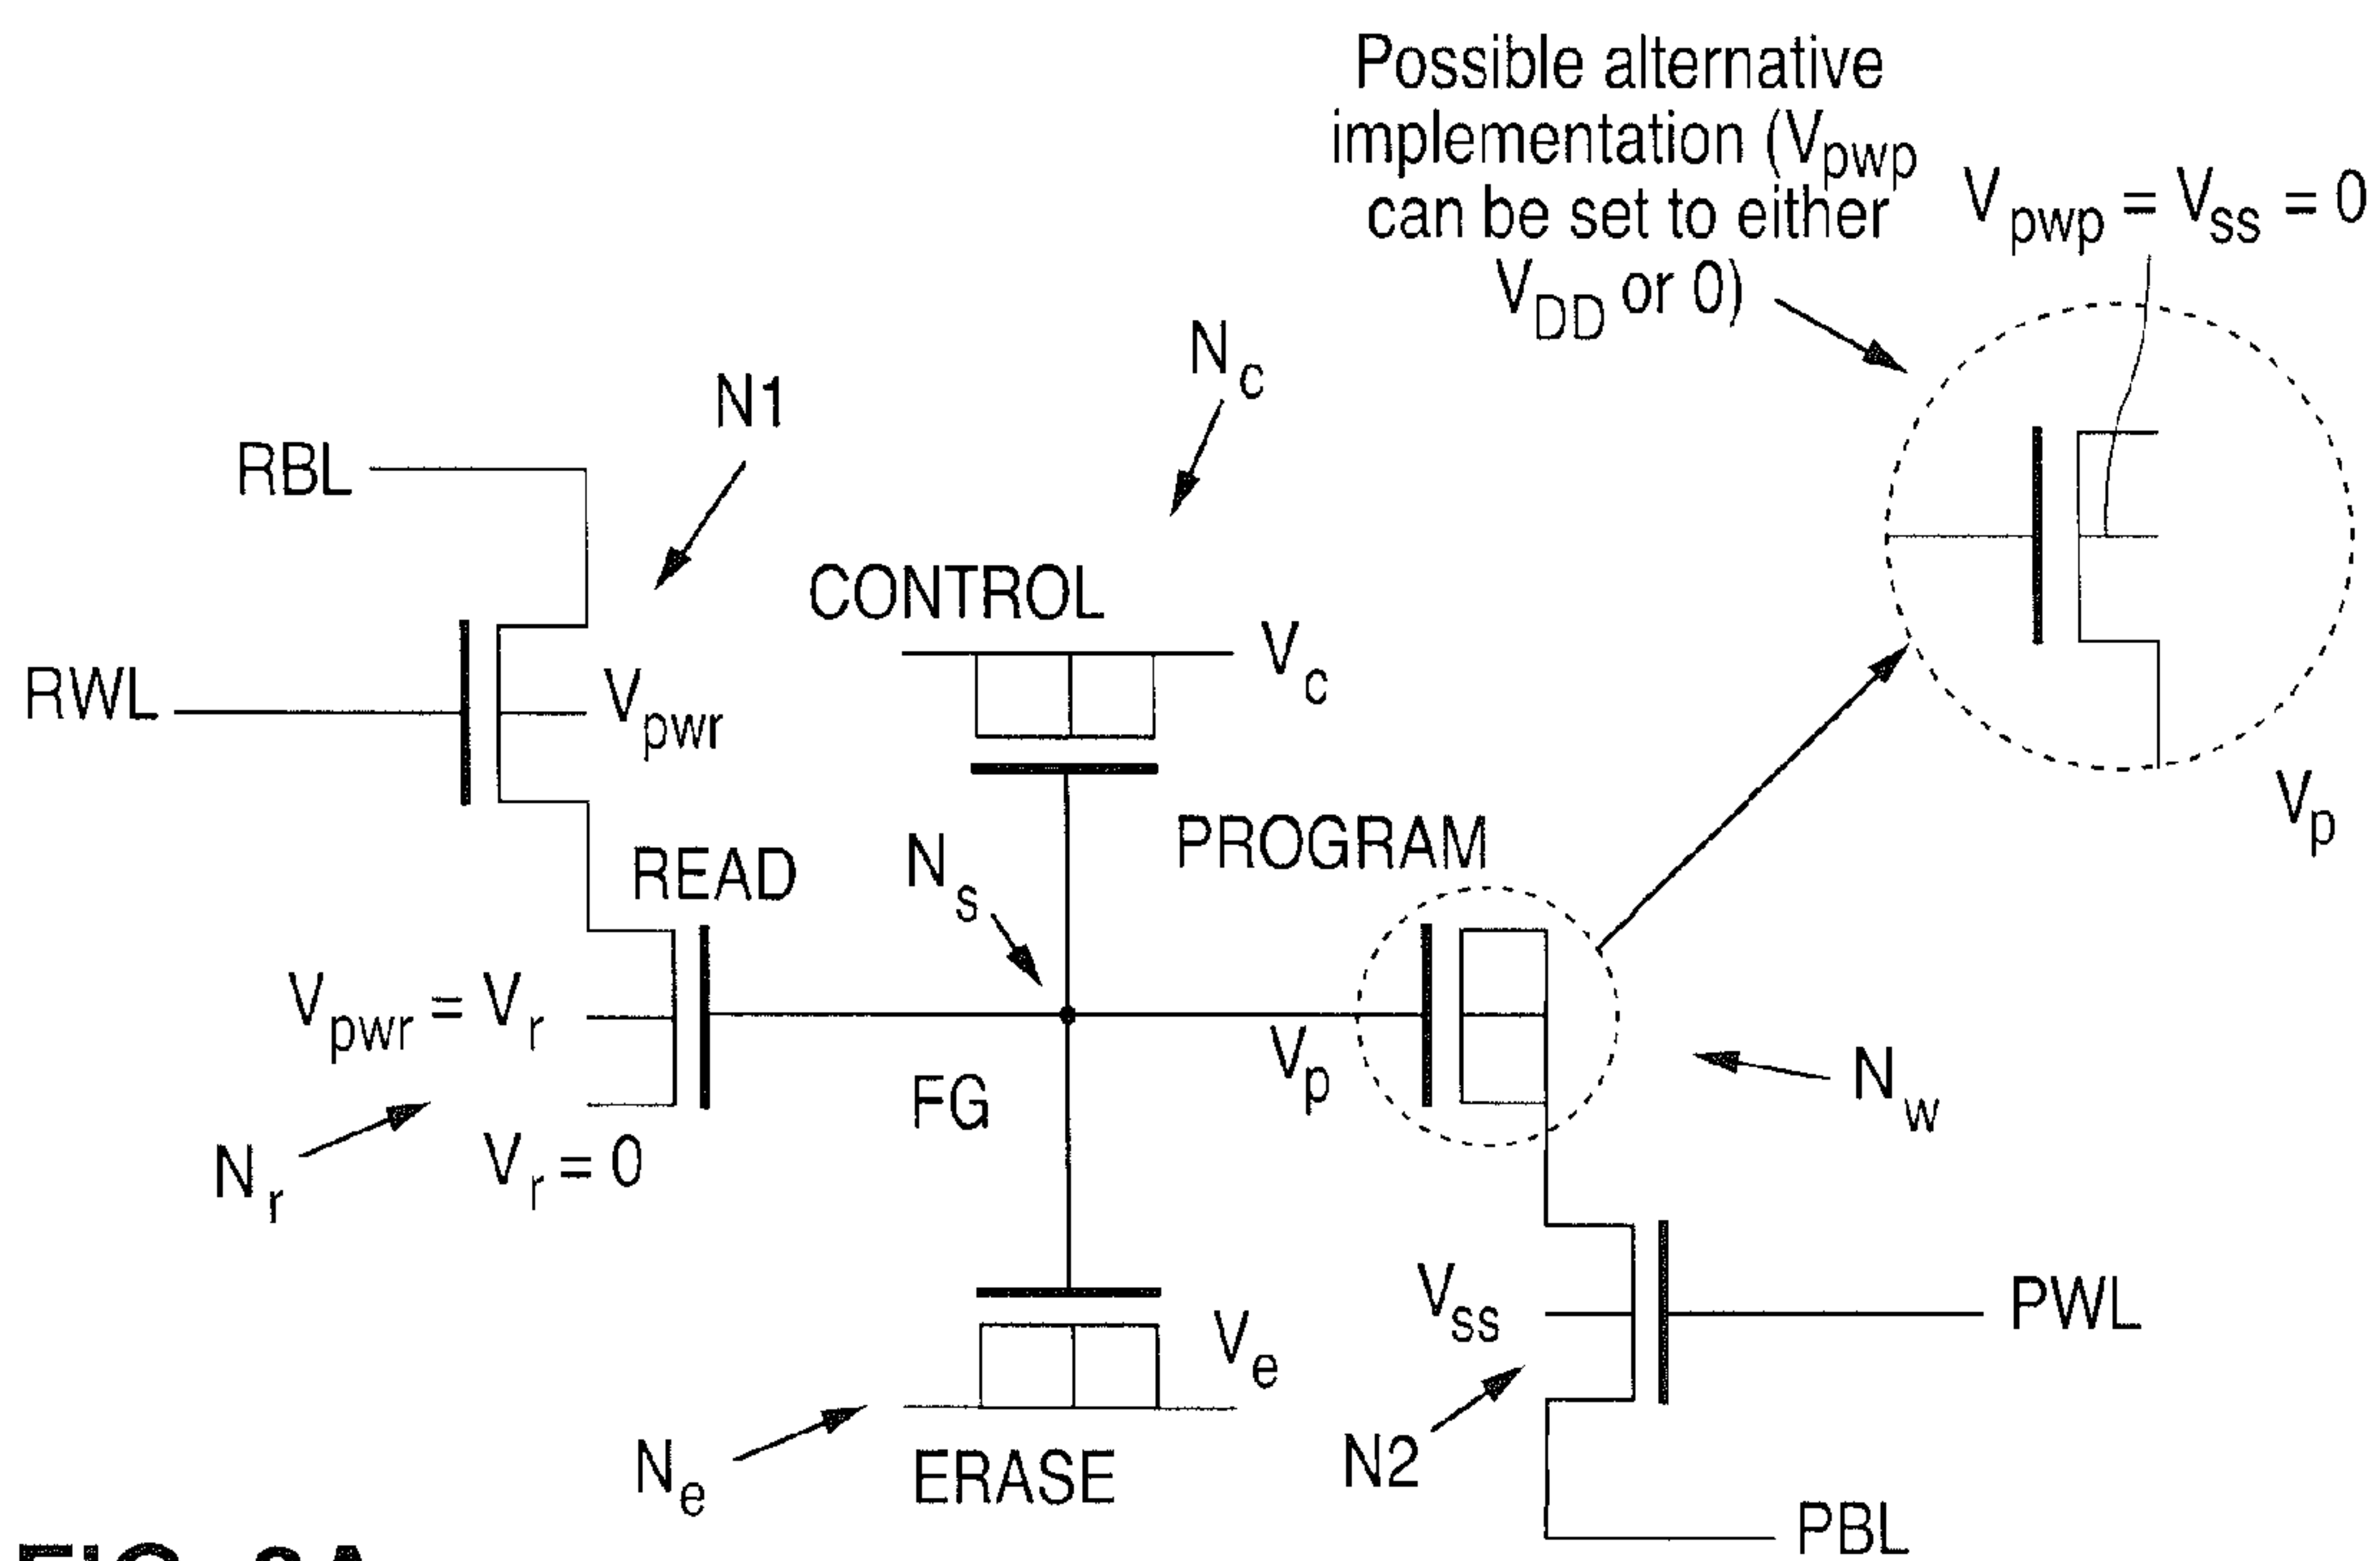 Possible alternative
implementation (Vpwp
can be set to either
VDD or 0)
Vpwp = Vss = 0
Nc
N1
RBL
CONTROL
Vc
RWL
Vpwr
Vp
PROGRAM
READ
Ns
Vpwr = Vr
Vp
Nw
FG
Nr
Vr = 0
Vss
PWL
Ve
N2
Ne
ERASE
PBL